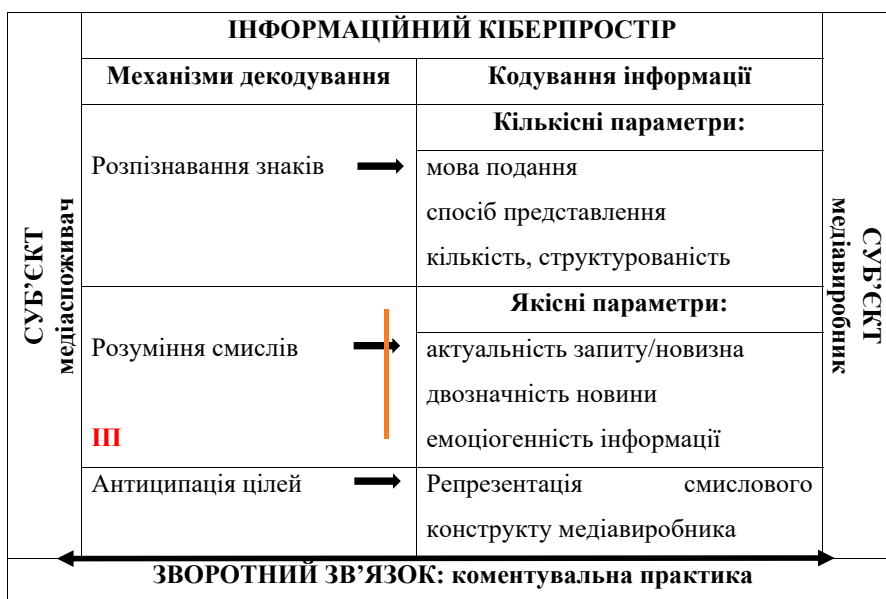 ІНФОРМАЦІЙНИЙ КІБЕРПРОСТІР
СУБ’ЄКТ
медіаспоживач
Механізми декодування
Кодування інформації
Кількісні параметри:
Розпізнавання знаків
мова подання
спосіб представлення
кількість, структурованість
Якісні параметри:
Розуміння смислів
актуальність запиту/новизна
двозначність новини
ІП
емоціогенність інформації
Антиципація цілей
Репрезентація смислового
конструкту медіавиробника
СУБ’ЄКТ
медіавиробник
ЗВОРОТНИЙ ЗВ’ЯЗОК: коментувальна практика